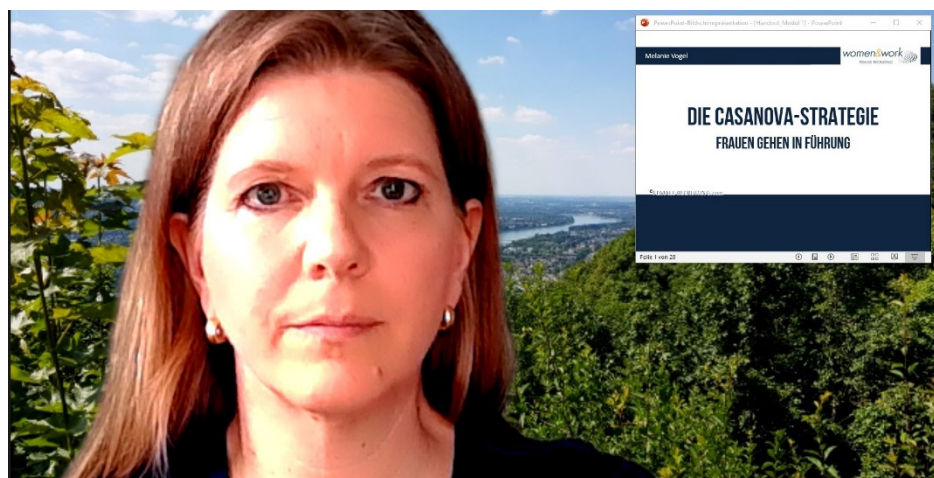 PowerPoint-Bildschirmpräsentation - [Handout_Modul 1] - PowerPoint
Melanie Vogel
women&work
DIE CASANOVA-STRATEGIE
FRAUEN GEHEN IN FÜHRUNG
Folie 1 von 28